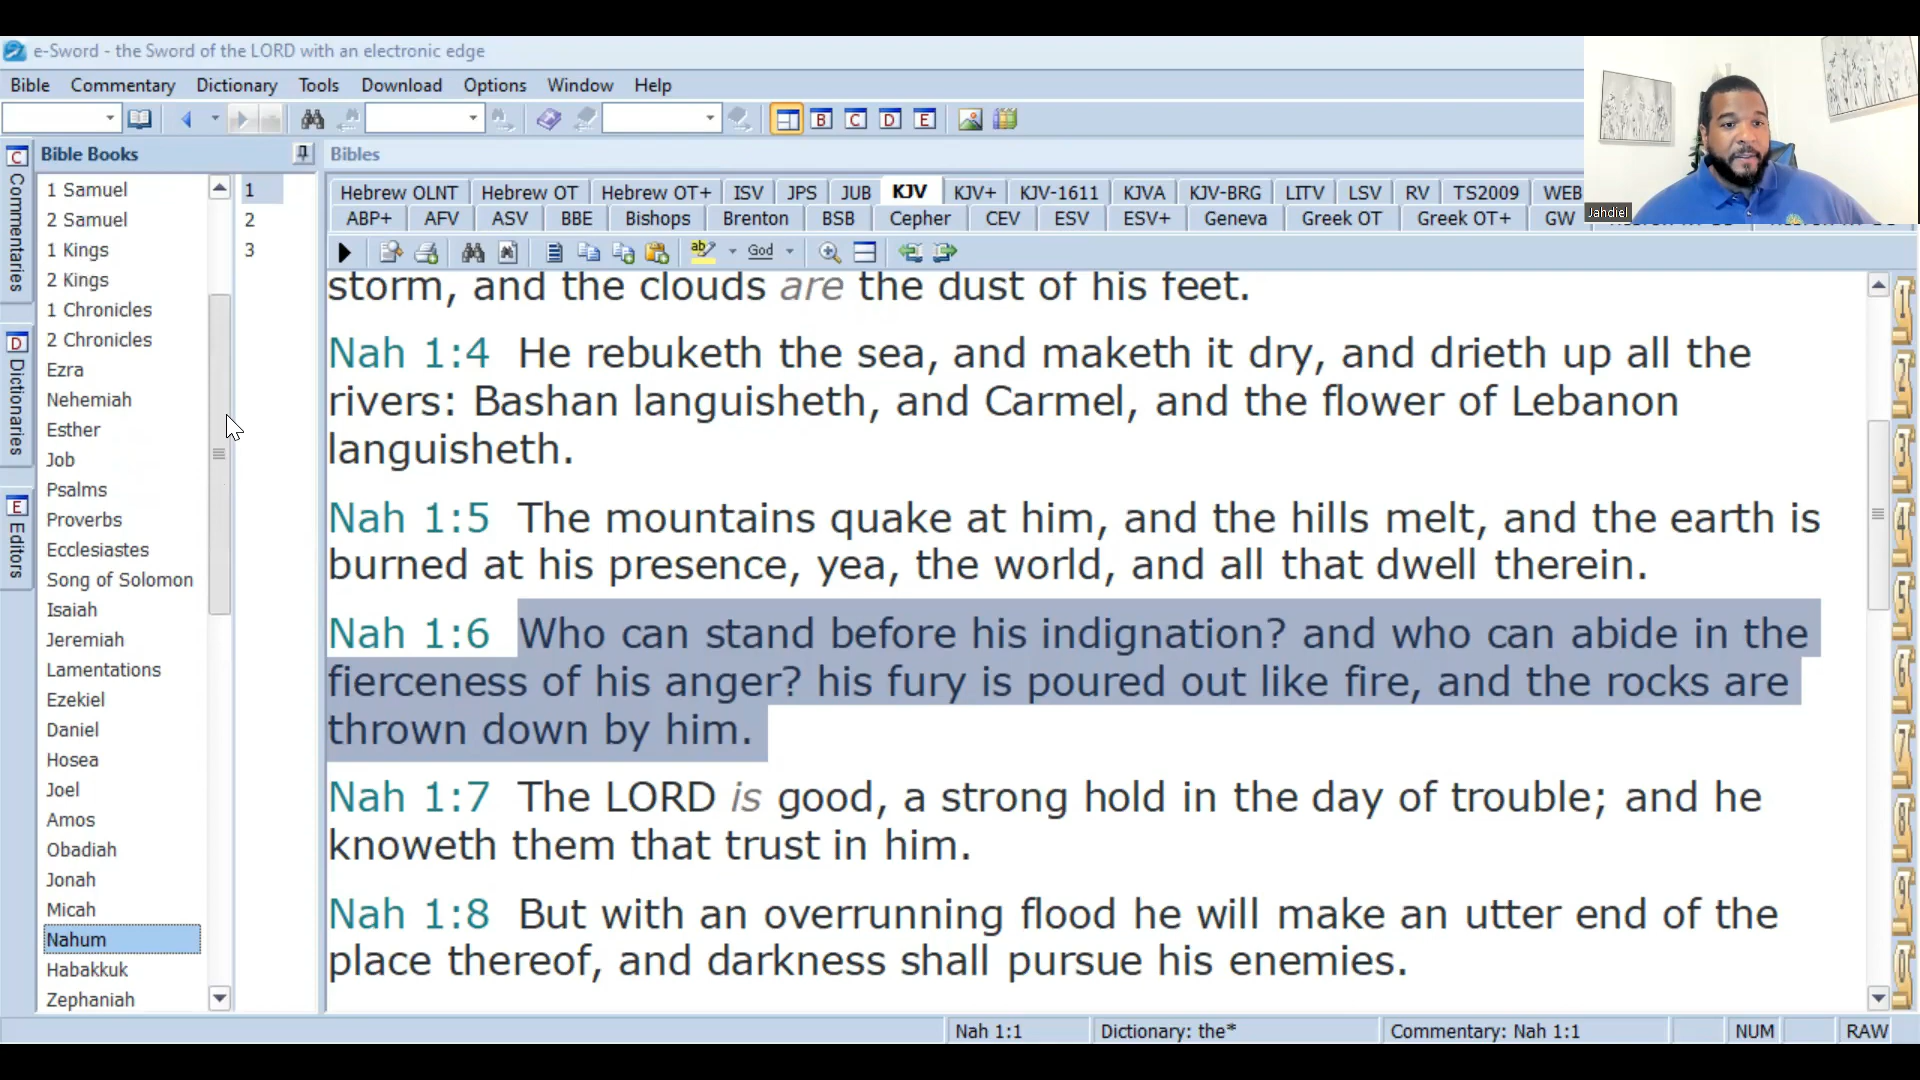 e-Sword - the Sword of the LORD with an electronic edge
Bible Commentary Dictionary Tools Download Options Window Help
B C D E
Bible Books
Bibles
C Commentaries
D Dictionaries
E Editors
1 Samuel
2 Samuel
1 Kings
2 Kings
1 Chronicles
2 Chronicles
Ezra
Nehemiah
Esther
Job
Psalms
Proverbs
Ecclesiastes
Song of Solomon
Isaiah
Jeremiah
Lamentations
Ezekiel
Daniel
Hosea
Joel
Amos
Obadiah
Jonah
Micah
Nahum
Habakkuk
Zephaniah
1
2
3
Hebrew OLNT Hebrew OT Hebrew OT+ ISV JPS JUB KJV KJV+ KJV-1611 KJVA KJV-BRG LITV LSV RV TS2009 WEB
ABP+ AFV ASV BBE Bishops Brenton BSB Cepher CEV ESV ESV+ Geneva Greek OT Greek OT+ GW
ab God
storm, and the clouds are the dust of his feet.
Nah 1:4 He rebuketh the sea, and maketh it dry, and drieth up all the
rivers: Bashan languisheth, and Carmel, and the flower of Lebanon
languisheth.
Nah 1:5 The mountains quake at him, and the hills melt, and the earth is
burned at his presence, yea, the world, and all that dwell therein.
Nah 1:6 Who can stand before his indignation? and who can abide in the
fierceness of his anger? his fury is poured out like fire, and the rocks are
thrown down by him.
Nah 1:7 The LORD is good, a strong hold in the day of trouble; and he
knoweth them that trust in him.
Nah 1:8 But with an overrunning flood he will make an utter end of the
place thereof, and darkness shall pursue his enemies.
1
2
3
4
5
6
7
8
9
0
Jahdiel
Nah 1:1 Dictionary: the* Commentary: Nah 1:1 NUM RAW